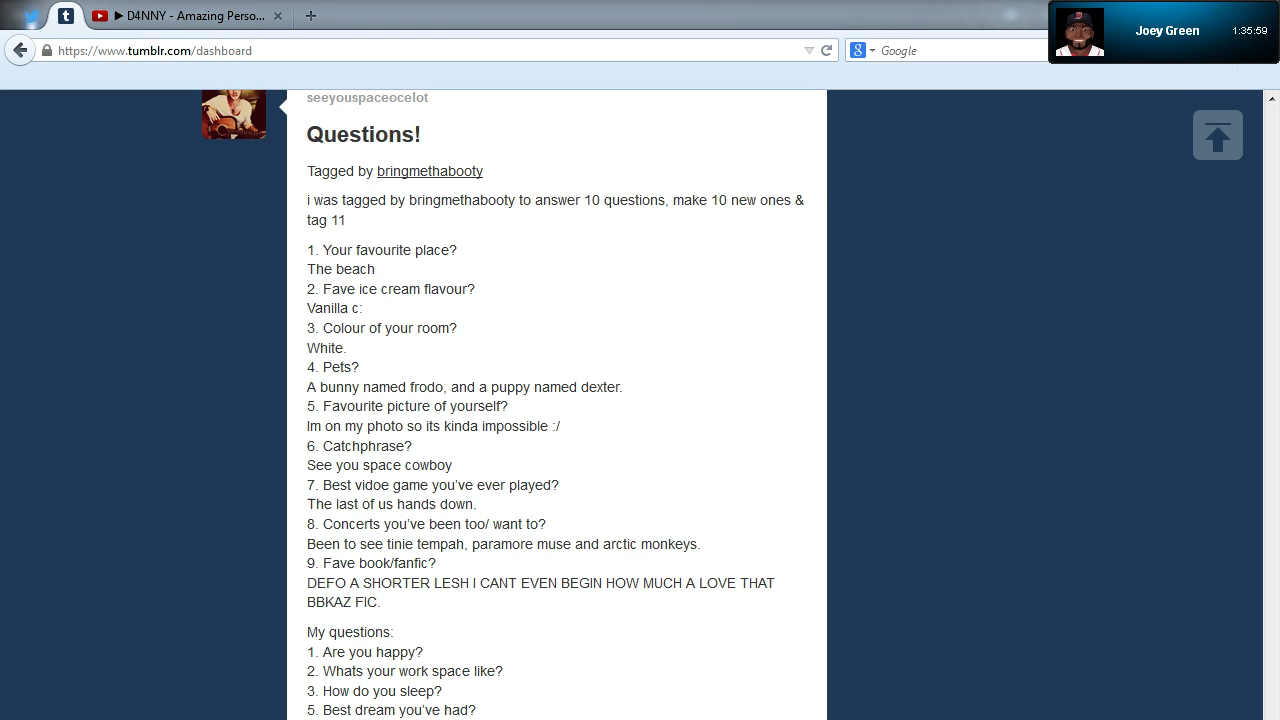 D4NNY - Amazing Perso...
Joey Green
1:35:59
https://www.tumblr.com/dashboard
Google
seeyouspaceocelot
Questions!
Tagged by bringmethabooty
i was tagged by bringmethabooty to answer 10 questions, make 10 new ones &
tag 11
1. Your favourite place?
The beach
2. Fave ice cream flavour?
Vanilla c:
3. Colour of your room?
White.
4. Pets?
A bunny named frodo, and a puppy named dexter.
5. Favourite picture of yourself?
Im on my photo so its kinda impossible :/
6. Catchphrase?
See you space cowboy
7. Best vidoe game you’ve ever played?
The last of us hands down.
8. Concerts you’ve been too/ want to?
Been to see tinie tempah, paramore muse and arctic monkeys.
9. Fave book/fanfic?
DEFO A SHORTER LESH I CANT EVEN BEGIN HOW MUCH A LOVE THAT
BBKAZ FIC.
My questions:
1. Are you happy?
2. Whats your work space like?
3. How do you sleep?
5. Best dream you’ve had?